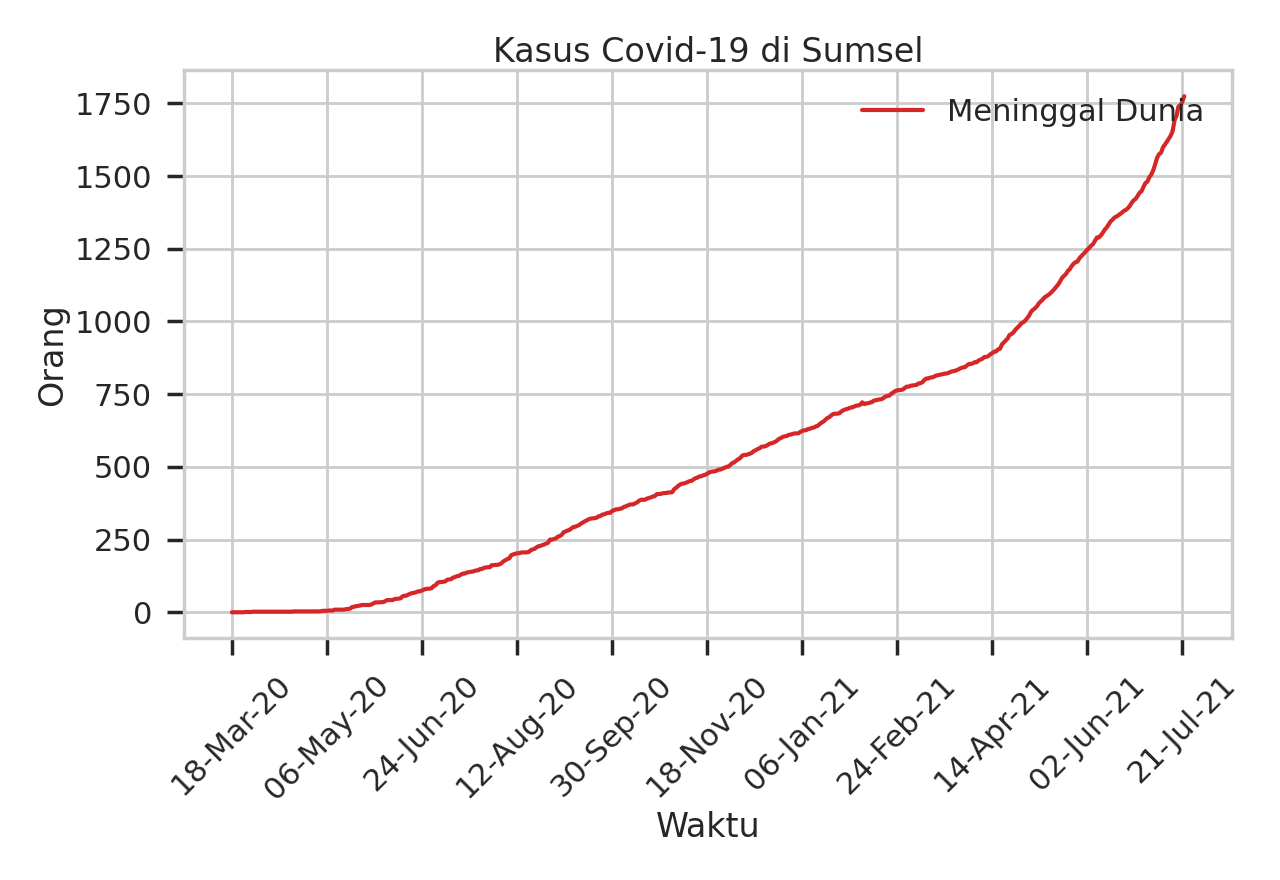 Kasus Covid-19 di Sumsel
Meninggal Dunia
Orang
1750
1500
1250
1000
750
500
250
0
18-Mar-20
06-May-20
24-Jun-20
12-Aug-20
30-Sep-20
18-Nov-20
06-Jan-21
24-Feb-21
14-Apr-21
02-Jun-21
21-Jul-21
Waktu